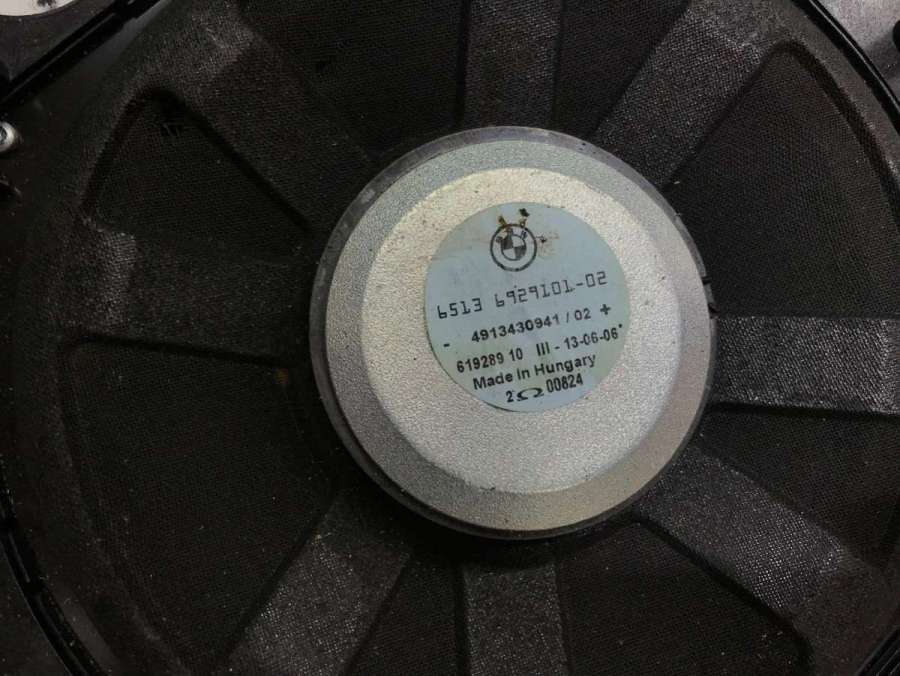 6513 6929101-02
- 4913430941 / 02 +
619289 10 III - 13-06-06*
Made In Hungary
2Ω 00824